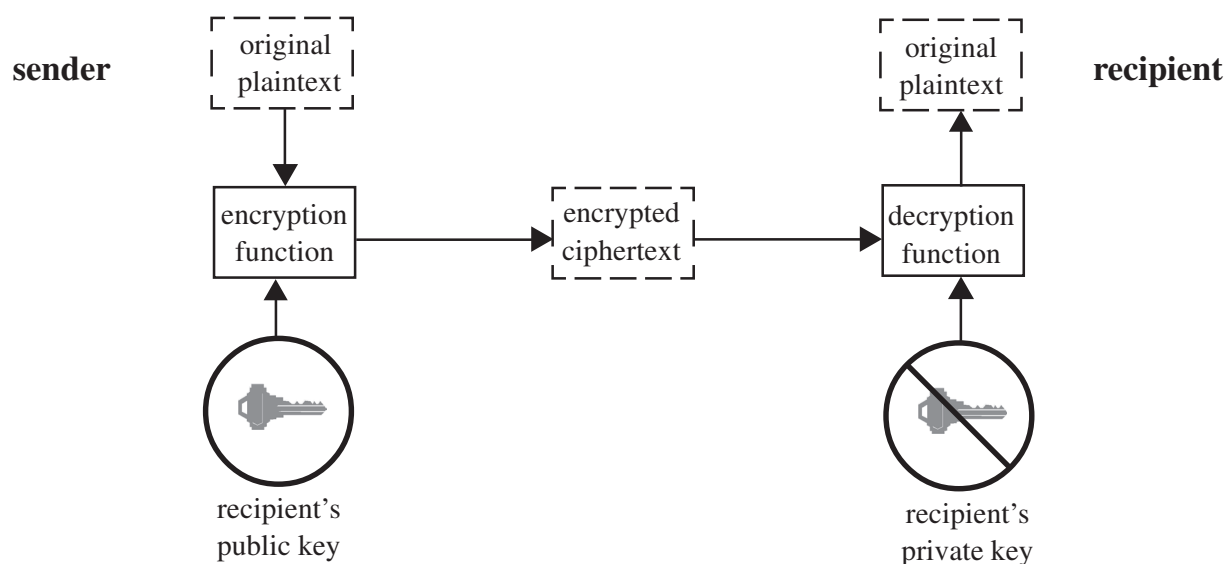 sender
original
plaintext
original
plaintext
recipient
encryption
function
encrypted
ciphertext
decryption
function
recipient’s
public key
recipient’s
private key